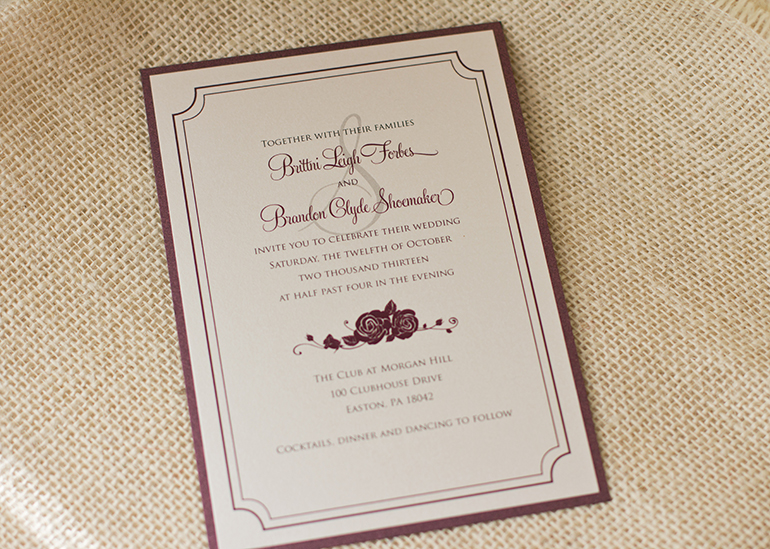 Together with their families
Brittni Leigh Forbes
and
Brandon Clyde Shoemaker
invite you to celebrate their wedding
Saturday, the twelfth of October
two thousand thirteen
at half past four in the evening
The Club at Morgan Hill
100 Clubhouse Drive
Easton, PA 18042
Cocktails, dinner and dancing to follow
S